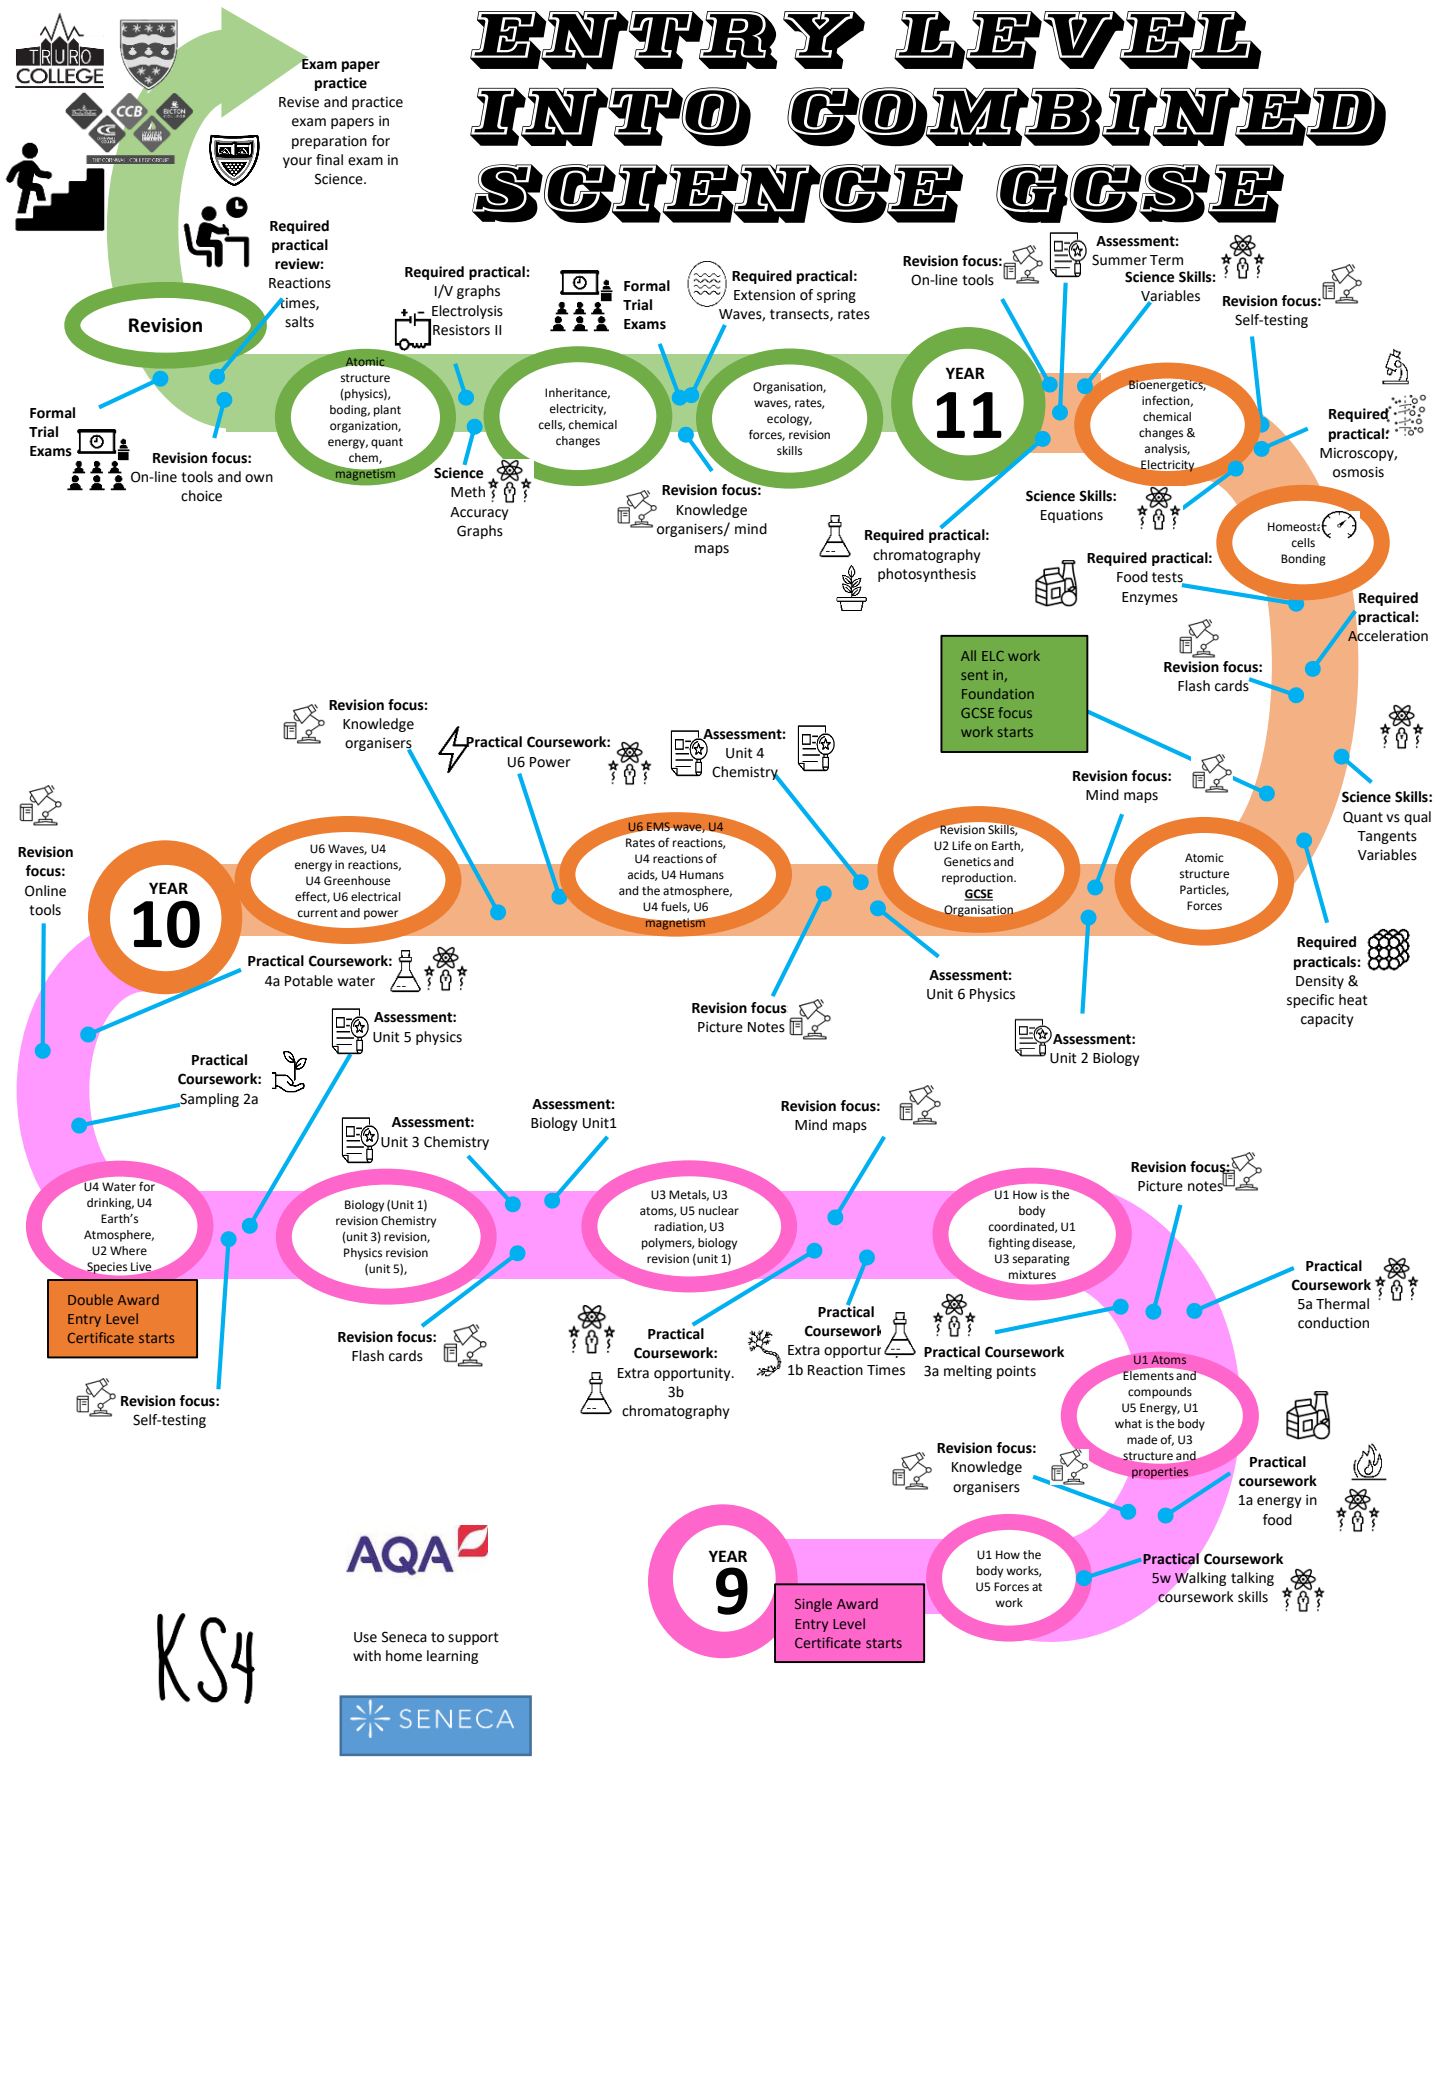 ENTRY LEVEL
INTO COMBINED
SCIENCE GCSE
TRURO
COLLEGE
CCB
BICTON
THE CORNWALL COLLEGE GROUP
Exam paper
practice
Revise and practice
exam papers in
preparation for
your final exam in
Science.
Required
practical
review:
Reactions
times,
salts
Revision
Formal
Trial
Exams
Revision focus:
On-line tools and own
choice
Atomic
structure
(physics),
boding, plant
organization,
energy, quant
chem,
magnetism
Required practical:
I/V graphs
Electrolysis
Resistors II
Science
Meth
Accuracy
Graphs
Inheritance,
electricity,
cells, chemical
changes
Formal
Trial
Exams
Required practical:
Extension of spring
Waves, transects, rates
Revision focus:
Knowledge
organisers/ mind
maps
Organisation,
waves, rates,
ecology,
forces, revision
skills
YEAR
11
Revision focus:
On-line tools
Assessment:
Summer Term
Science Skills:
Variables
Revision focus:
Self-testing
Required practical:
chromatography
photosynthesis
Bioenergetics,
infection,
chemical
changes &
analysis,
Electricity
Required
practical:
Microscopy,
osmosis
Science Skills:
Equations
Homeosta
cells
Bonding
Required practical:
Food tests
Enzymes
Required
practical:
Acceleration
Revision focus:
Flash cards
All ELC work
sent in,
Foundation
GCSE focus
work starts
Science Skills:
Quant vs qual
Tangents
Variables
Revision focus:
Mind maps
Required
practicals:
Density &
specific heat
capacity
Atomic
structure
Particles,
Forces
Revision Skills,
U2 Life on Earth,
Genetics and
reproduction.
GCSE
Organisation
Assessment:
Unit 2 Biology
Assessment:
Unit 6 Physics
Assessment:
Unit 4
Chemistry
Revision focus
Picture Notes
U6 EMS wave, U4
Rates of reactions,
U4 reactions of
acids, U4 Humans
and the atmosphere,
U4 fuels, U6
magnetism
Practical Coursework:
U6 Power
Revision focus:
Knowledge
organisers
U6 Waves, U4
energy in reactions,
U4 Greenhouse
effect, U6 electrical
current and power
YEAR
10
Revision
focus:
Online
tools
Practical Coursework:
4a Potable water
Practical
Coursework:
Sampling 2a
Assessment:
Unit 5 physics
U4 Water for
drinking, U4
Earth's
Atmosphere,
U2 Where
Species Live
Double Award
Entry Level
Certificate starts
Revision focus:
Self-testing
Biology (Unit 1)
revision Chemistry
(unit 3) revision,
Physics revision
(unit 5),
Assessment:
Unit 3 Chemistry
Assessment:
Biology Unit1
Revision focus:
Flash cards
U3 Metals, U3
atoms, U5 nuclear
radiation, U3
polymers, biology
revision (unit 1)
Revision focus:
Mind maps
Practical
Coursework:
Extra opportunity.
3b
chromatography
Practical
Coursework
Extra opportur
1b Reaction Times
U1 How is the
body
coordinated, U1
fighting disease,
U3 separating
mixtures
Practical Coursework
3a melting points
Revision focus:
Picture notes
Practical
Coursework
5a Thermal
conduction
U1 Atoms
Elements and
compounds
U5 Energy, U1
what is the body
made of, U3
structure and
properties
Revision focus:
Knowledge
organisers
Practical
coursework
1a energy in
food
Practical Coursework
5w Walking talking
coursework skills
U1 How the
body works,
U5 Forces at
work
YEAR
9
Single Award
Entry Level
Certificate starts
AQA
KS4
Use Seneca to support
with home learning
SENECA